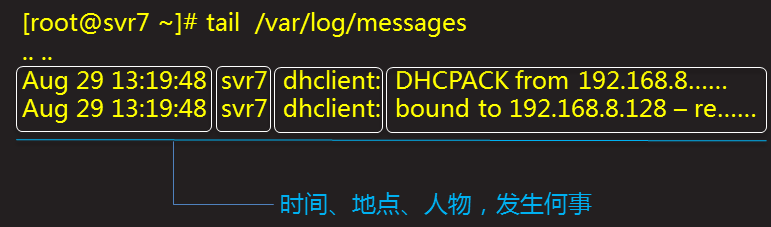 [root@svr7 ~]# tail  /var/log/messages
.. ..
Aug 29 13:19:48 svr7 dhclient: DHCPACK from 192.168.8......
Aug 29 13:19:48 svr7 dhclient: bound to 192.168.8.128 – re......
时间、地点、人物，发生何事